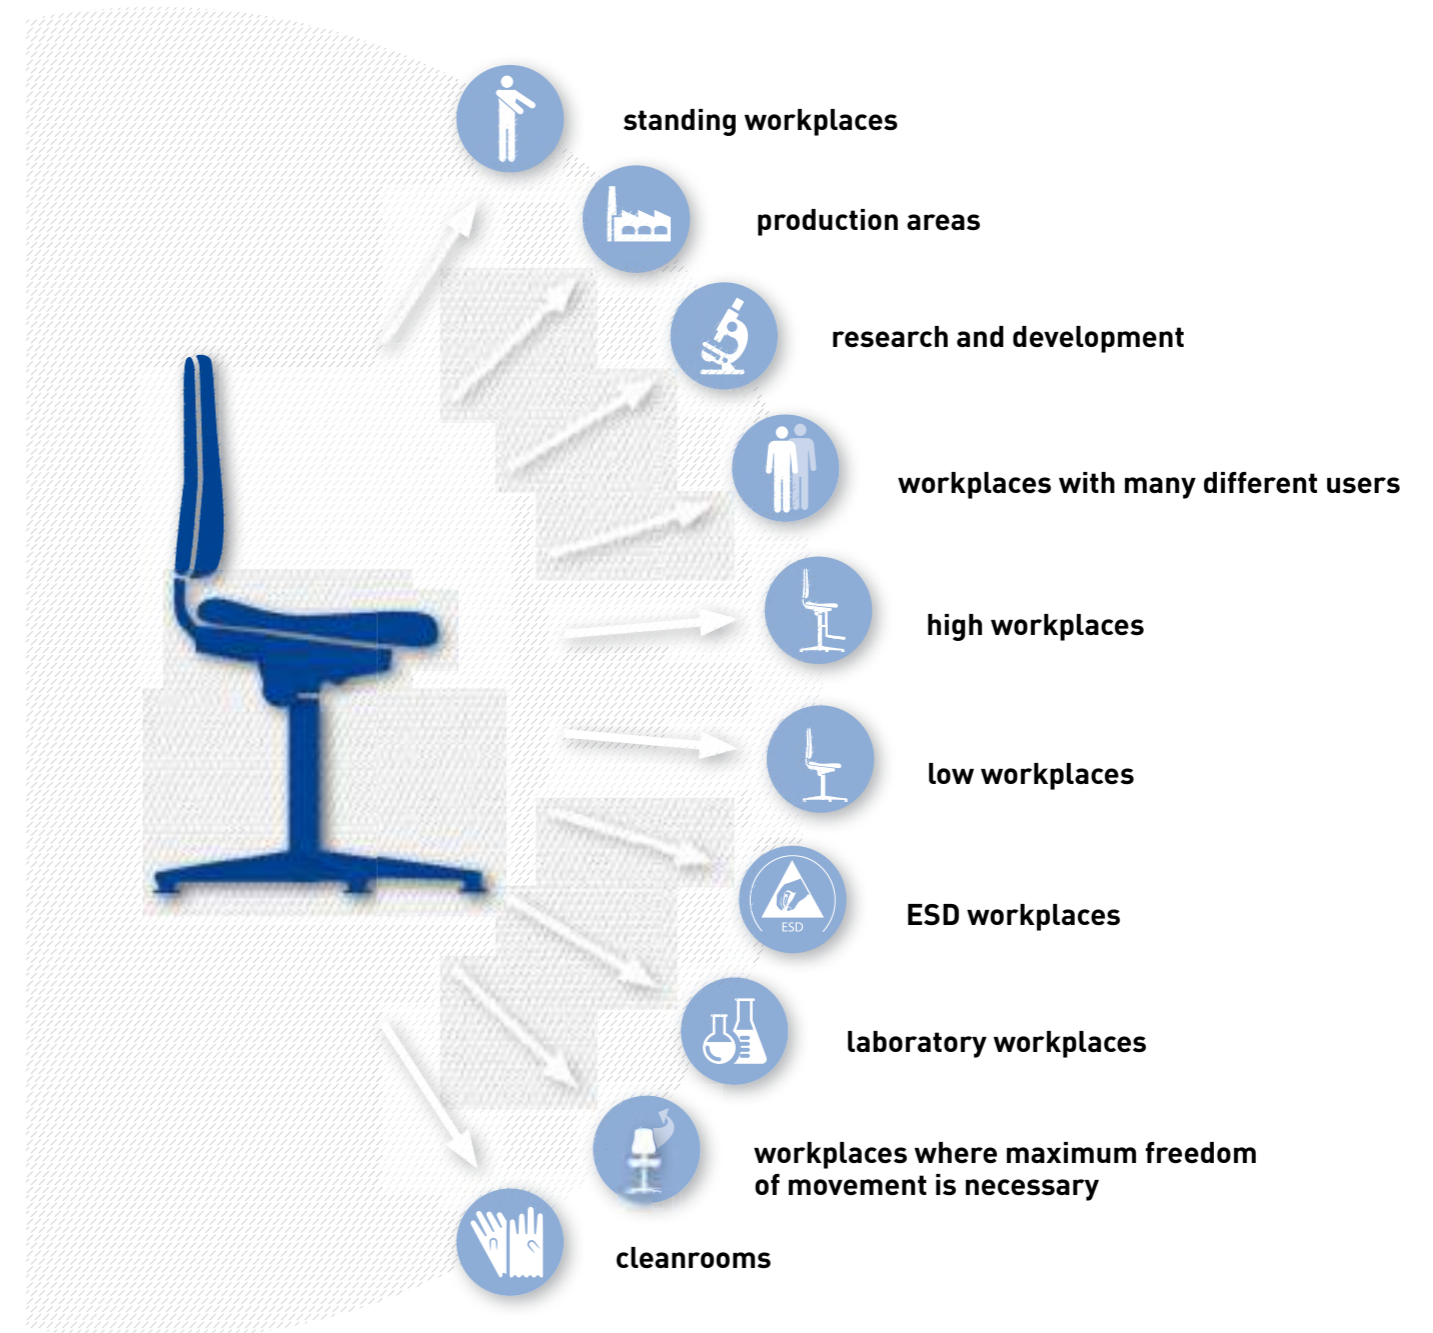 standing workplaces
production areas
research and development
workplaces with many different users
high workplaces
low workplaces
ESD workplaces
ESD
laboratory workplaces
workplaces where maximum freedom
of movement is necessary
cleanrooms